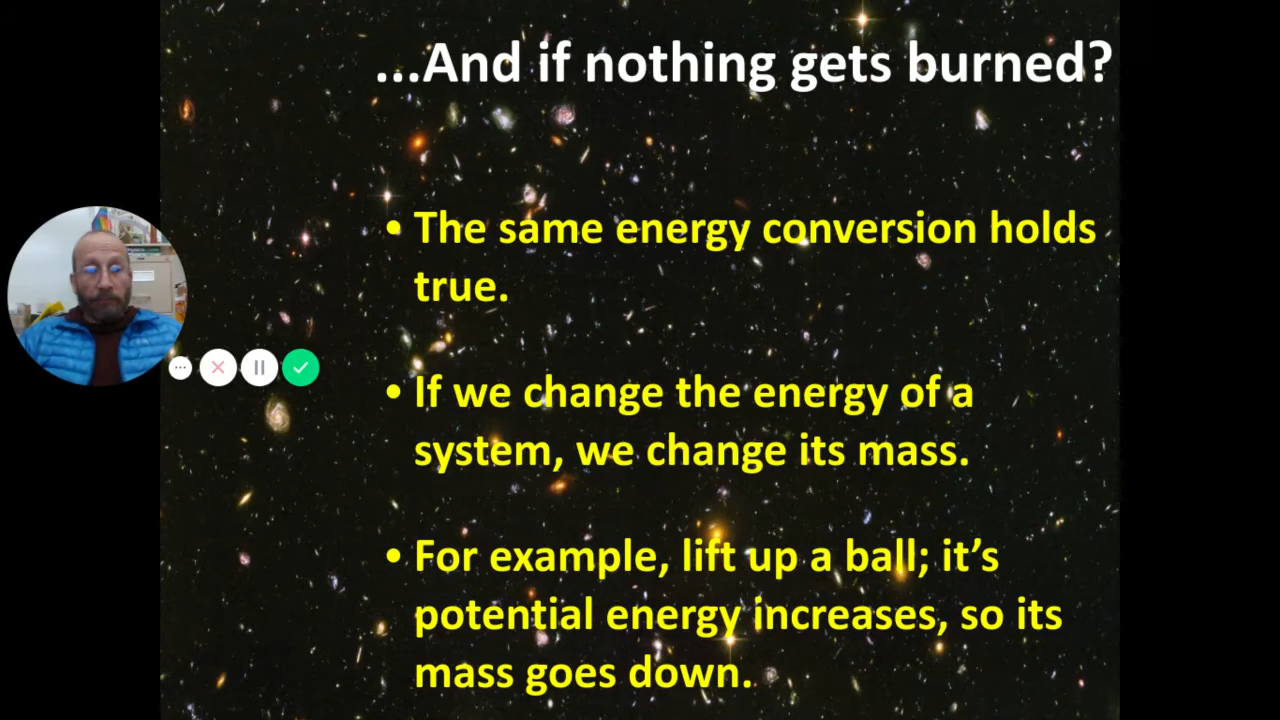 ...And if nothing gets burned?
• The same energy conversion holds
true.
• If we change the energy of a
system, we change its mass.
• For example, lift up a ball; it’s
potential energy increases, so its
mass goes down.